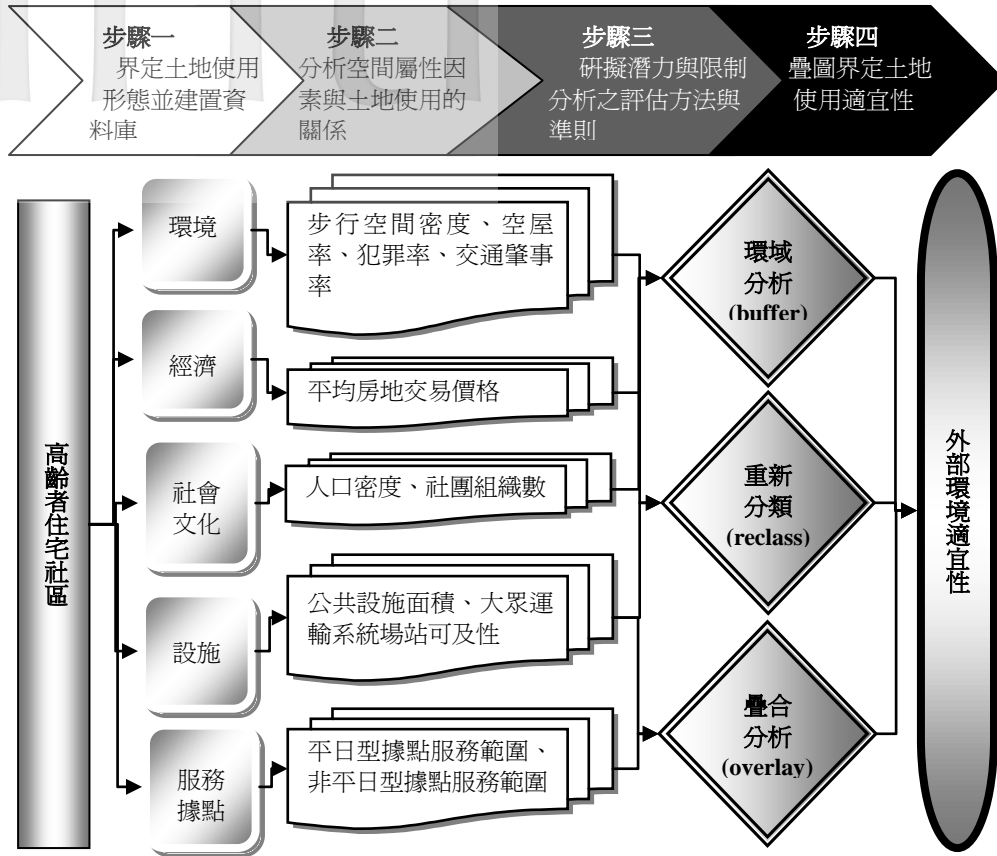 步驟一
界定土地使用
形態並建置資
料庫
步驟二
分析空間屬性因
素與土地使用的
關係
步驟三
研擬潛力與限制
分析之評估方法與
準則
步驟四
疊圖界定土地
使用適宜性
高齡者住宅社區
環境
步行空間密度、空屋
率、犯罪率、交通肇事
率
經濟
平均房地交易價格
社會
文化
人口密度、社團組織數
設施
公共設施面積、大眾運
輸系統場站可及性
服務
據點
平日型據點服務範圍、
非平日型據點服務範圍
環域
分析
(buffer)
重新
分類
(reclass)
疊合
分析
(overlay)
外部環境適宜性